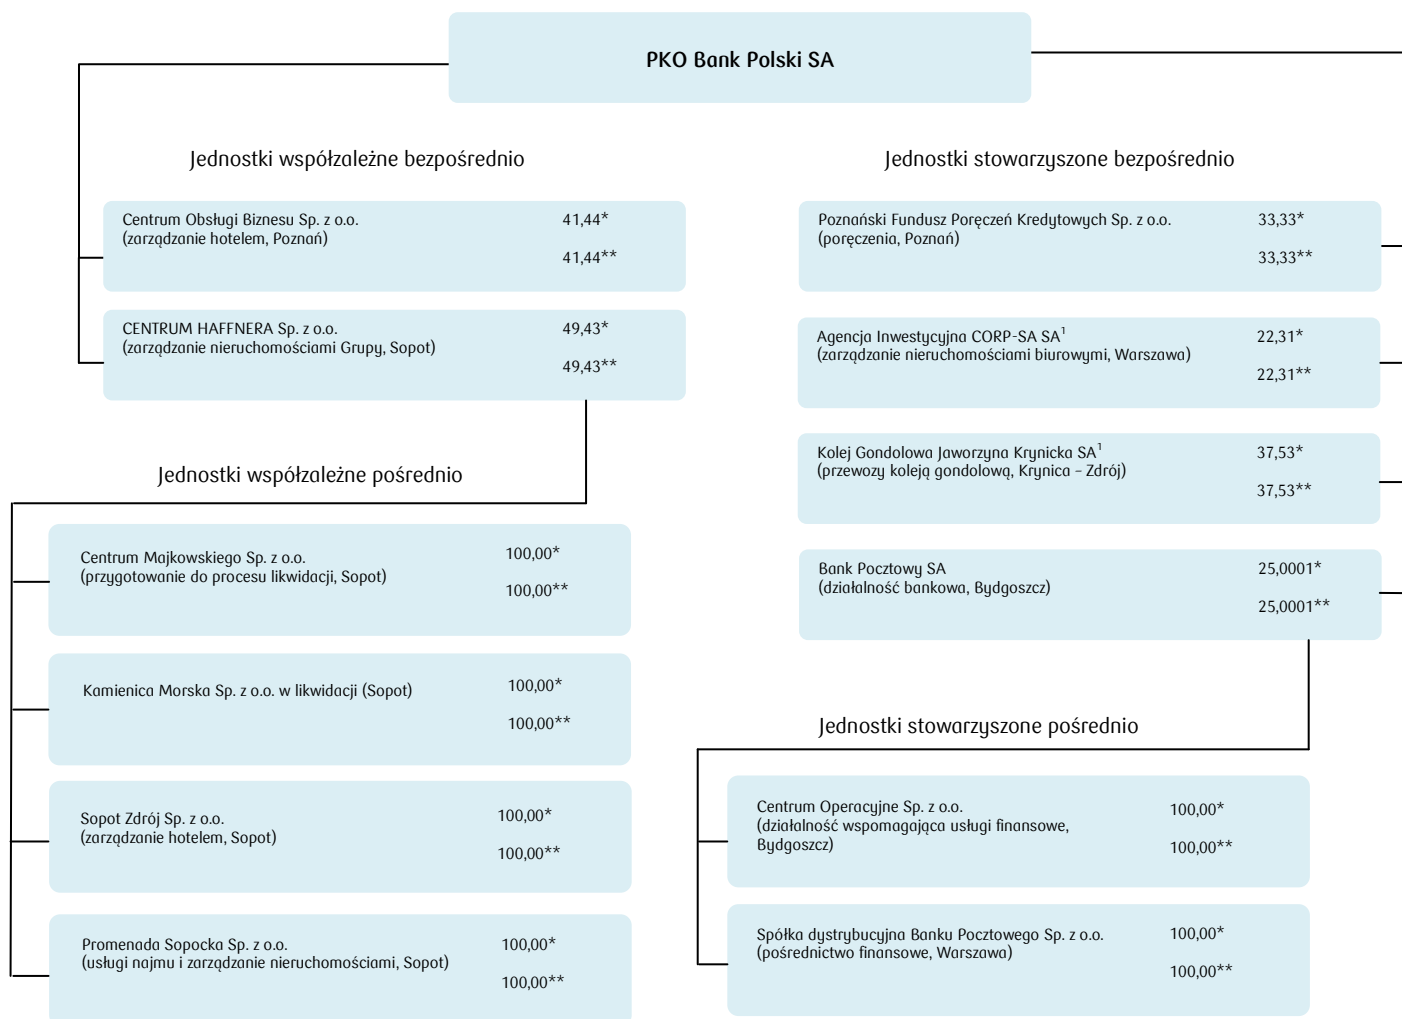 PKO Bank Polski SA
Jednostki współzależne bezpośrednio
Centrum Obsługi Biznesu Sp. z o.o.
(zarządzanie hotelem, Poznań)
41,44*
41,44**
CENTRUM HAFFNERA Sp. z o.o.
(zarządzanie nieruchomościami Grupy, Sopot)
49,43*
49,43**
Jednostki współzależne pośrednio
Centrum Majkowskiego Sp. z o.o.
(przygotowanie do procesu likwidacji, Sopot)
100,00*
100,00**
Kamienica Morska Sp. z o.o. w likwidacji (Sopot)
100,00*
100,00**
Sopot Zdrój Sp. z o.o.
(zarządzanie hotelem, Sopot)
100,00*
100,00**
Promenada Sopocka Sp. z o.o.
(usługi najmu i zarządzanie nieruchomościami, Sopot)
100,00*
100,00**
Jednostki stowarzyszone bezpośrednio
Poznański Fundusz Poręczeń Kredytowych Sp. z o.o.
(poręczenia, Poznań)
33,33*
33,33**
Agencja Inwestycyjna CORP-SA SA¹
(zarządzanie nieruchomościami biurowymi, Warszawa)
22,31*
22,31**
Kolej Gondolowa Jaworzyna Krynicka SA¹
(przewozy koleją gondolową, Krynica – Zdrój)
37,53*
37,53**
Bank Pocztowy SA
(działalność bankowa, Bydgoszcz)
25,0001*
25,0001**
Jednostki stowarzyszone pośrednio
Centrum Operacyjne Sp. z o.o.
(działalność wspomagająca usługi finansowe,
Bydgoszcz)
100,00*
100,00**
Spółka dystrybucyjna Banku Pocztowego Sp. z o.o.
(pośrednictwo finansowe, Warszawa)
100,00*
100,00**